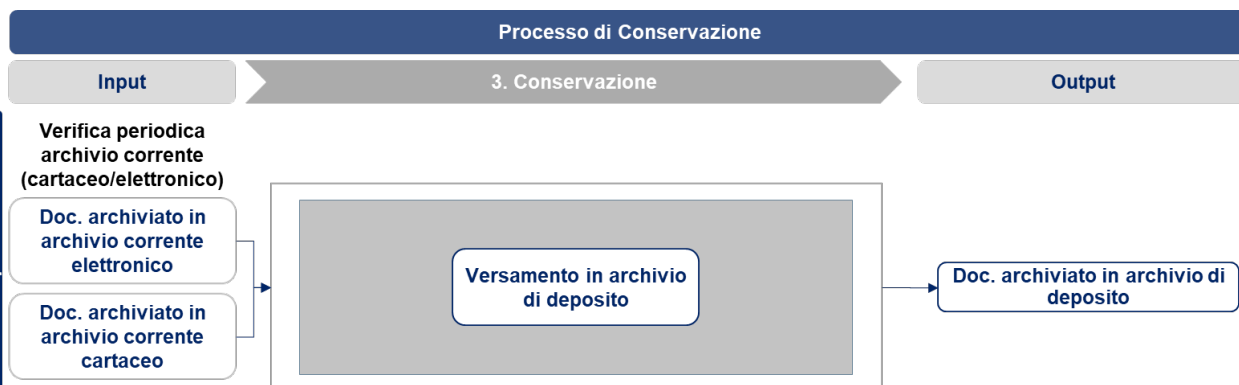 Processo di Conservazione
Input
3. Conservazione
Output
Verifica periodica
archivio corrente
(cartaceo/elettronico)
Doc. archiviato in
archivio corrente
elettronico
Doc. archiviato in
archivio corrente
cartaceo
Versamento in archivio
di deposito
Doc. archiviato in archivio di
deposito